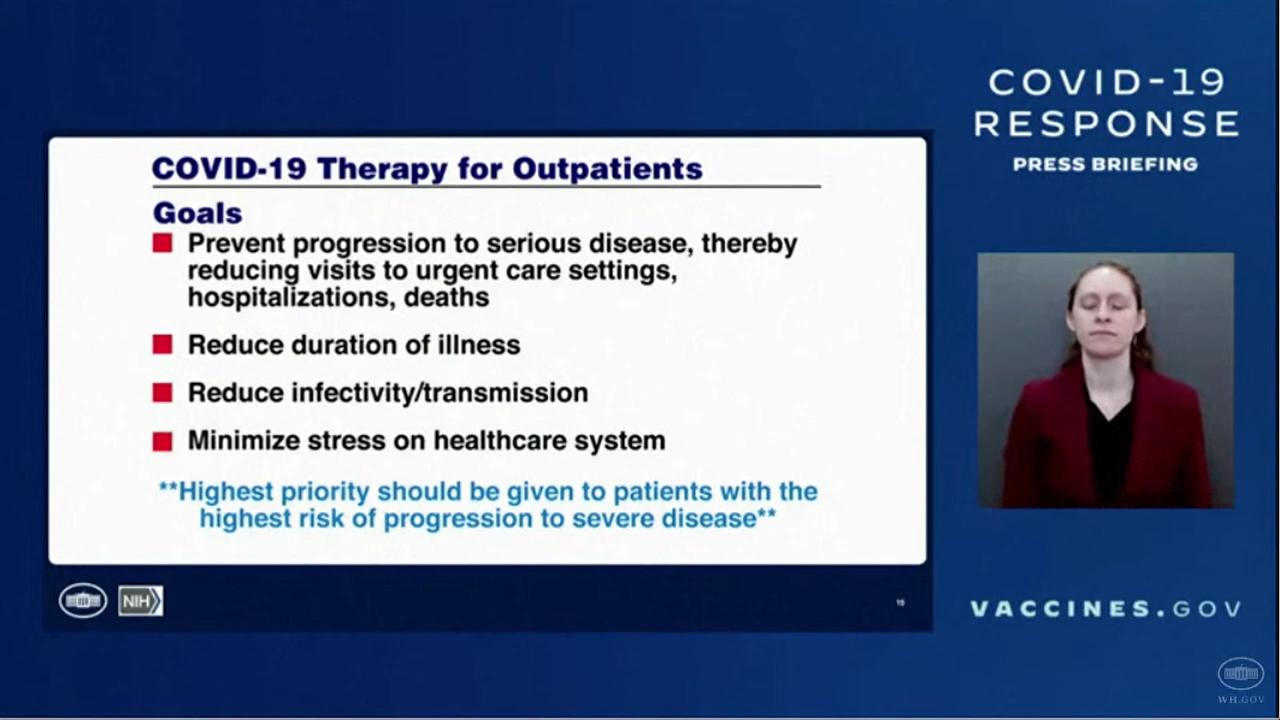 COVID-19
RESPONSE
PRESS BRIEFING
COVID-19 Therapy for Outpatients
Goals
Prevent progression to serious disease, thereby
reducing visits to urgent care settings,
hospitalizations, deaths
Reduce duration of illness
Reduce infectivity/transmission
Minimize stress on healthcare system
**Highest priority should be given to patients with the
highest risk of progression to severe disease**
NIH
15
VACCINES.GOV
WH.GOV